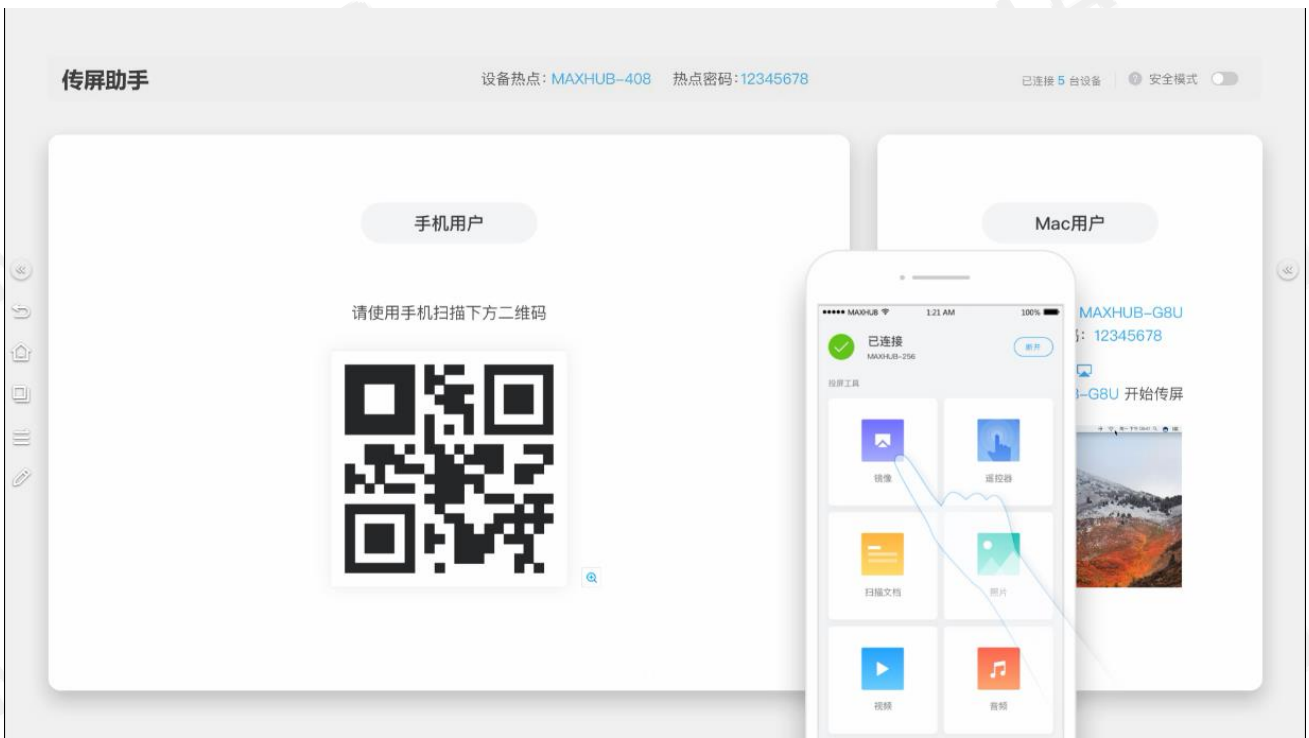 传屏助手
设备热点：MAXHUB-408 热点密码：12345678
已连接 5 台设备
安全模式
手机用户
请使用手机扫描下方二维码
Mac用户
MAXHUB-G8U
12345678
-G8U 开始传屏
MAXHUB 1:21 AM 100%
已连接
MAXHUB-256
断开
投屏工具
镜像 遥控器
扫描文档 照片
视频 音频